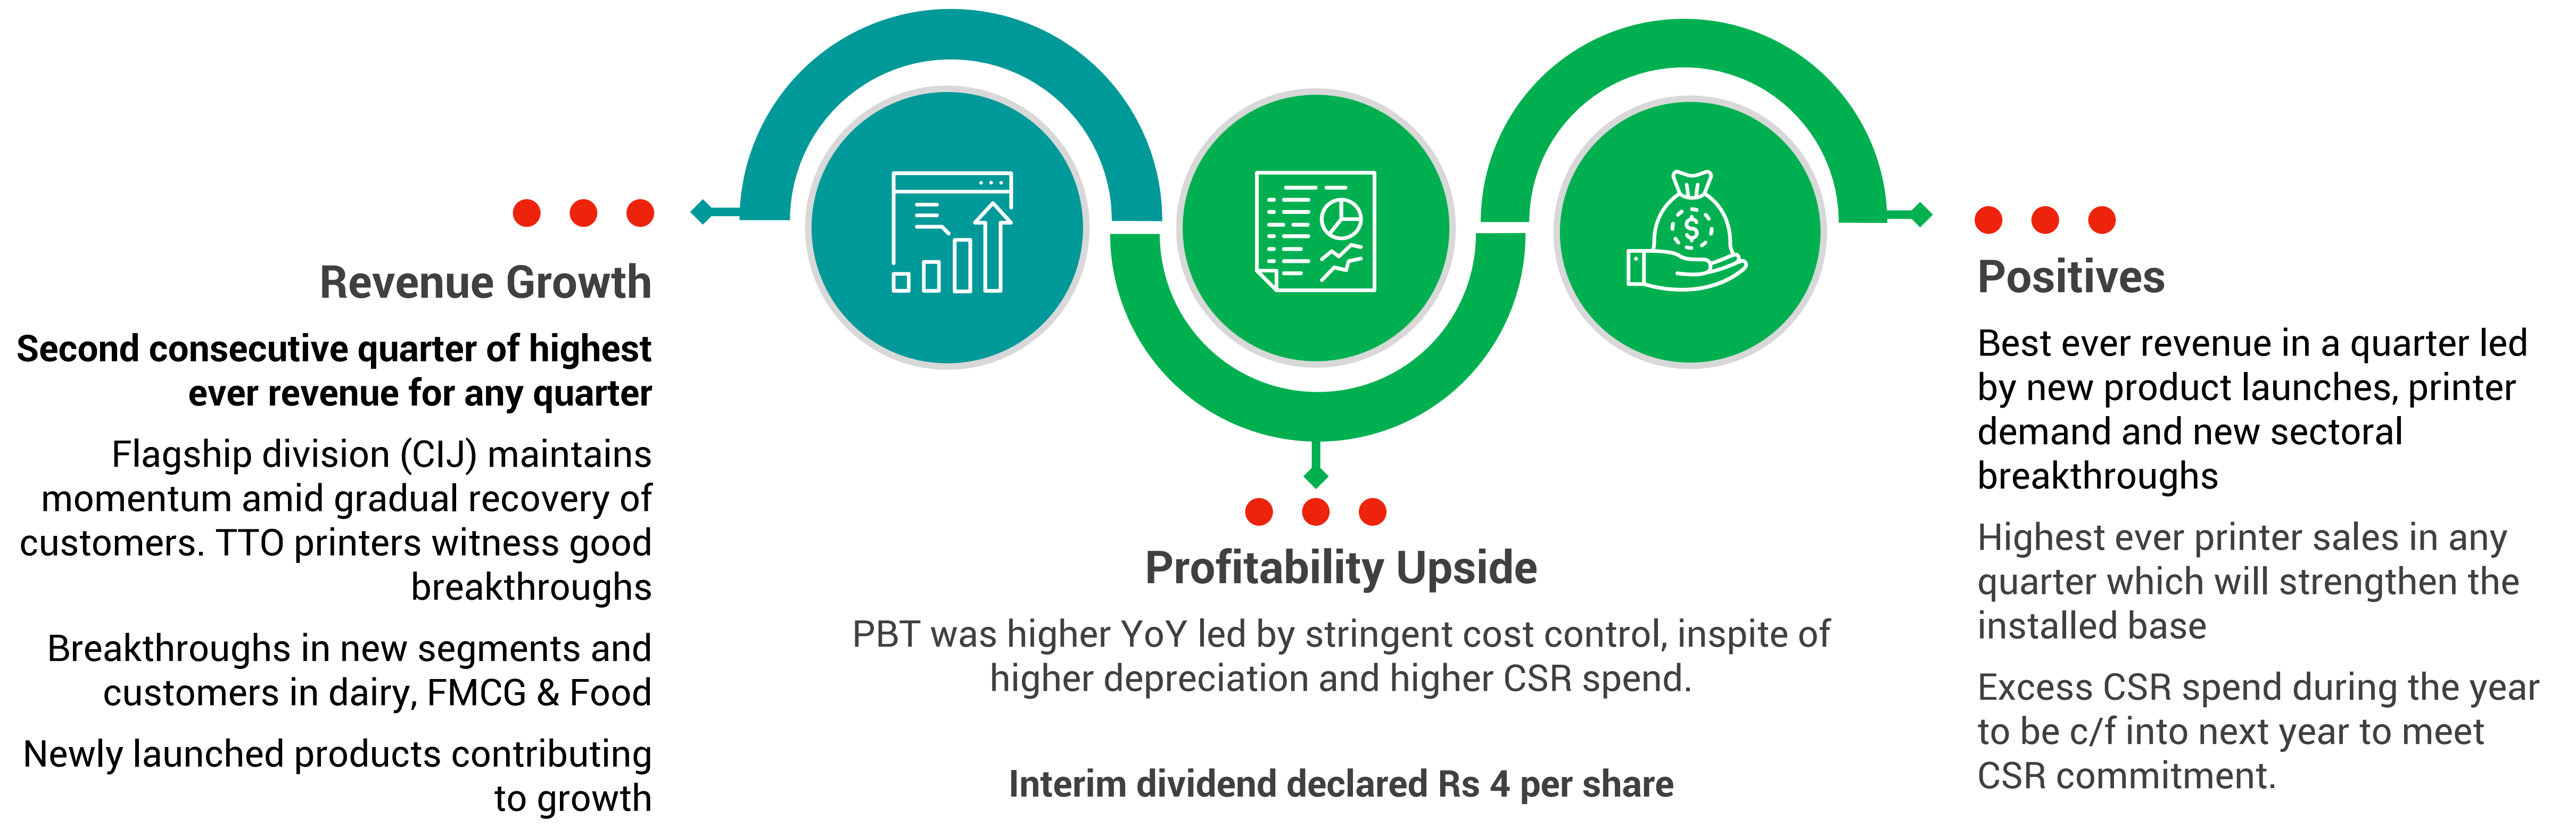 Revenue Growth
Second consecutive quarter of highest
ever revenue for any quarter
Flagship division (CIJ) maintains
momentum amid gradual recovery of
customers. TTO printers witness good
breakthroughs
Breakthroughs in new segments and
customers in dairy, FMCG & Food
Newly launched products contributing
to growth
$
Profitability Upside
PBT was higher YoY led by stringent cost control, inspite of
higher depreciation and higher CSR spend.
Interim dividend declared Rs 4 per share
Positives
Best ever revenue in a quarter led
by new product launches, printer
demand and new sectoral
breakthroughs
Highest ever printer sales in any
quarter which will strengthen the
installed base
Excess CSR spend during the year
to be c/f into next year to meet
CSR commitment.